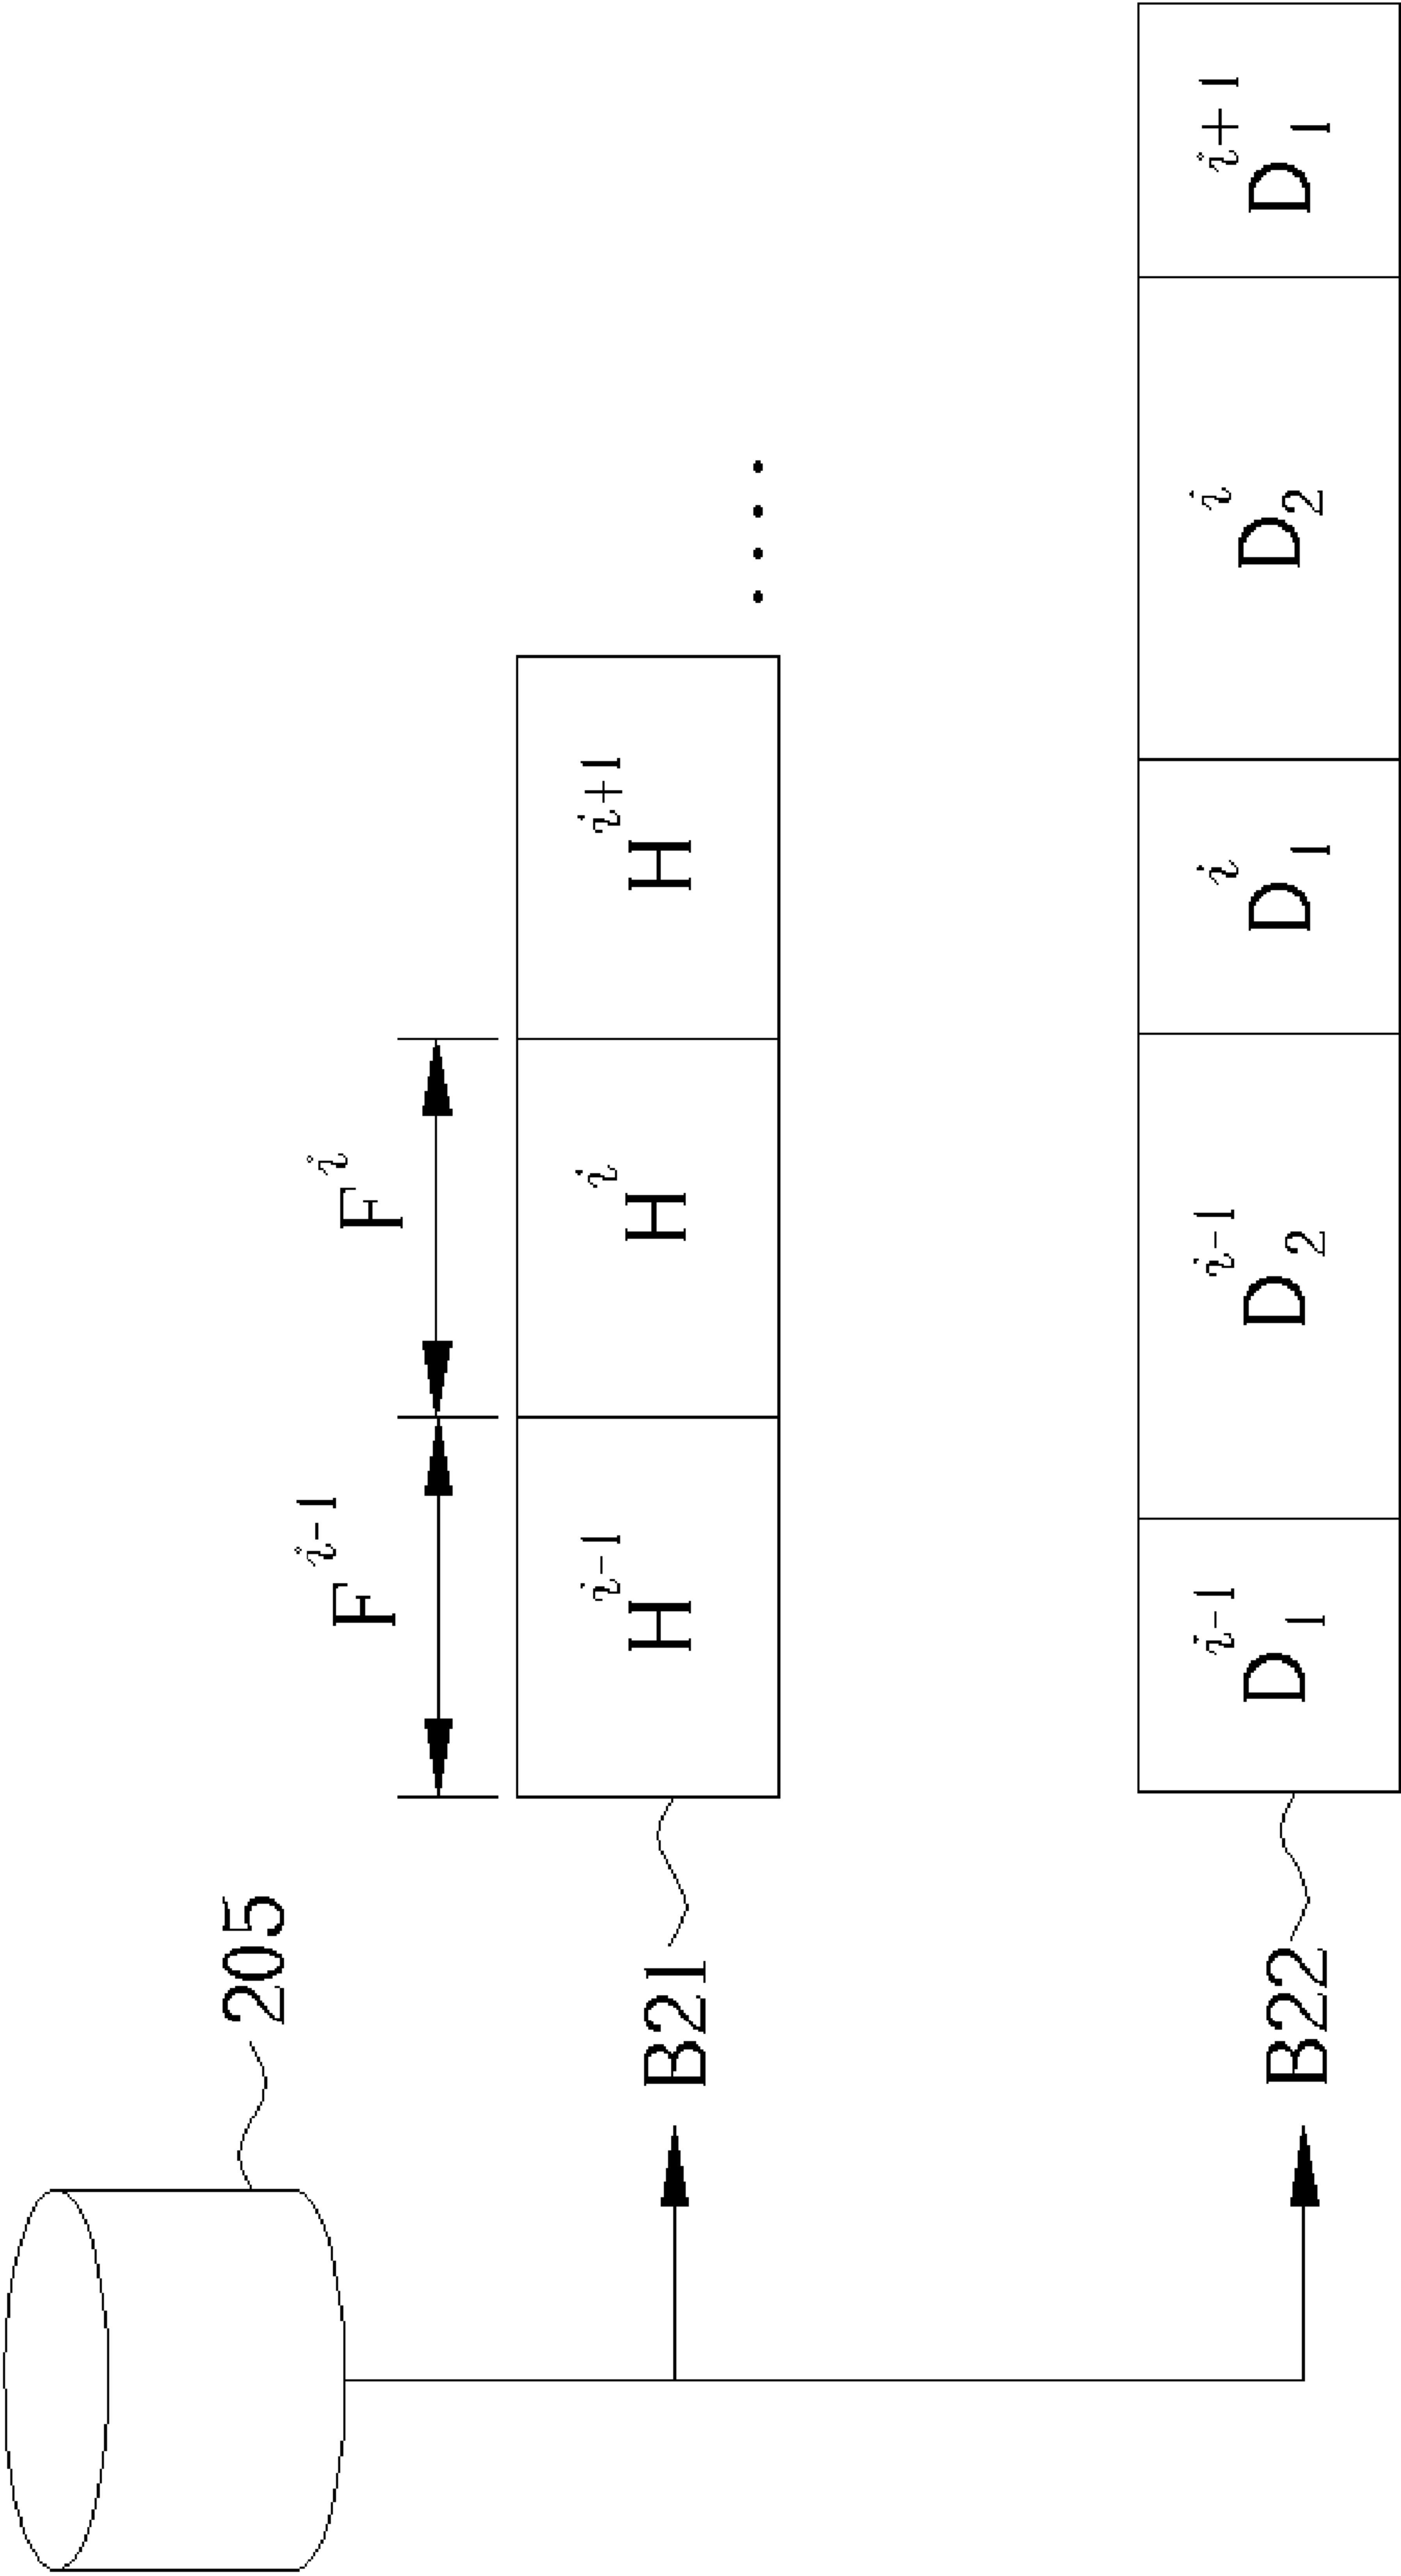 205
F^{i-1} F^{i}
B21 H^{i-1} H^{i} H^{i+1} ....
B22 D_1^{i-1} D_2^{i-1} D_1^{i} D_2^{i} D_1^{i+1}